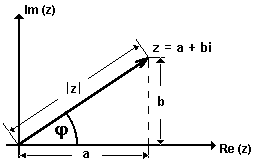 Im (z)
z = a + bi
|z|
b
φ
a
Re (z)